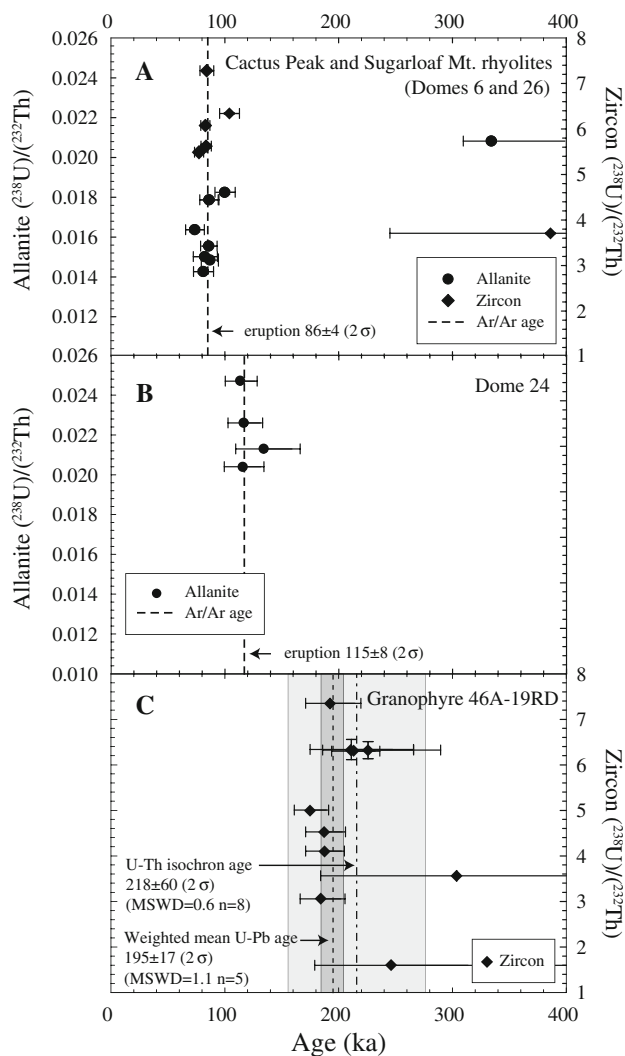 0 100 200 300 400
A
Cactus Peak and Sugarloaf Mt. rhyolites
(Domes 6 and 26)
Allanite (²³⁸U)/(²³²Th)
0.026
0.024
0.022
0.020
0.018
0.016
0.014
0.012
Zircon (²³⁸U)/(²³²Th)
8
7
6
5
4
3
2
1
Allanite
Zircon
Ar/Ar age
eruption 86±4 (2 σ)
B
Dome 24
Allanite (²³⁸U)/(²³²Th)
0.026
0.024
0.022
0.020
0.018
0.016
0.014
0.012
0.010
Allanite
Ar/Ar age
eruption 115±8 (2σ)
C
Granophyre 46A-19RD
Zircon (²³⁸U)/(²³²Th)
8
7
6
5
4
3
2
1
U-Th isochron age
218±60 (2 σ)
(MSWD=0.6 n=8)
Weighted mean U-Pb age
195±17 (2 σ)
(MSWD=1.1 n=5)
Zircon
0 100 200 300 400
Age (ka)